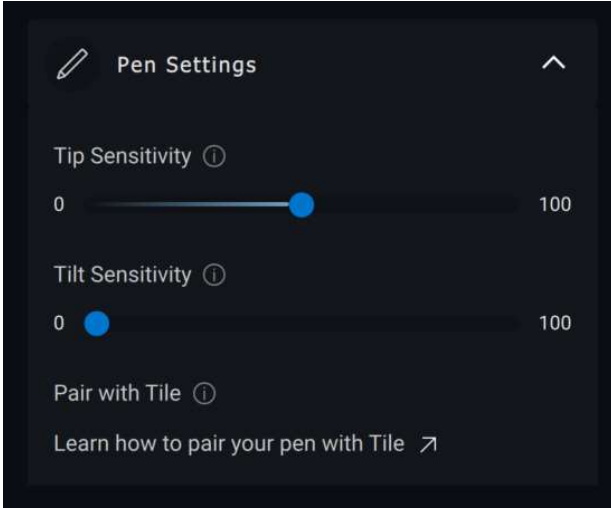 Pen Settings
Tip Sensitivity
0 100
Tilt Sensitivity
0 100
Pair with Tile
Learn how to pair your pen with Tile